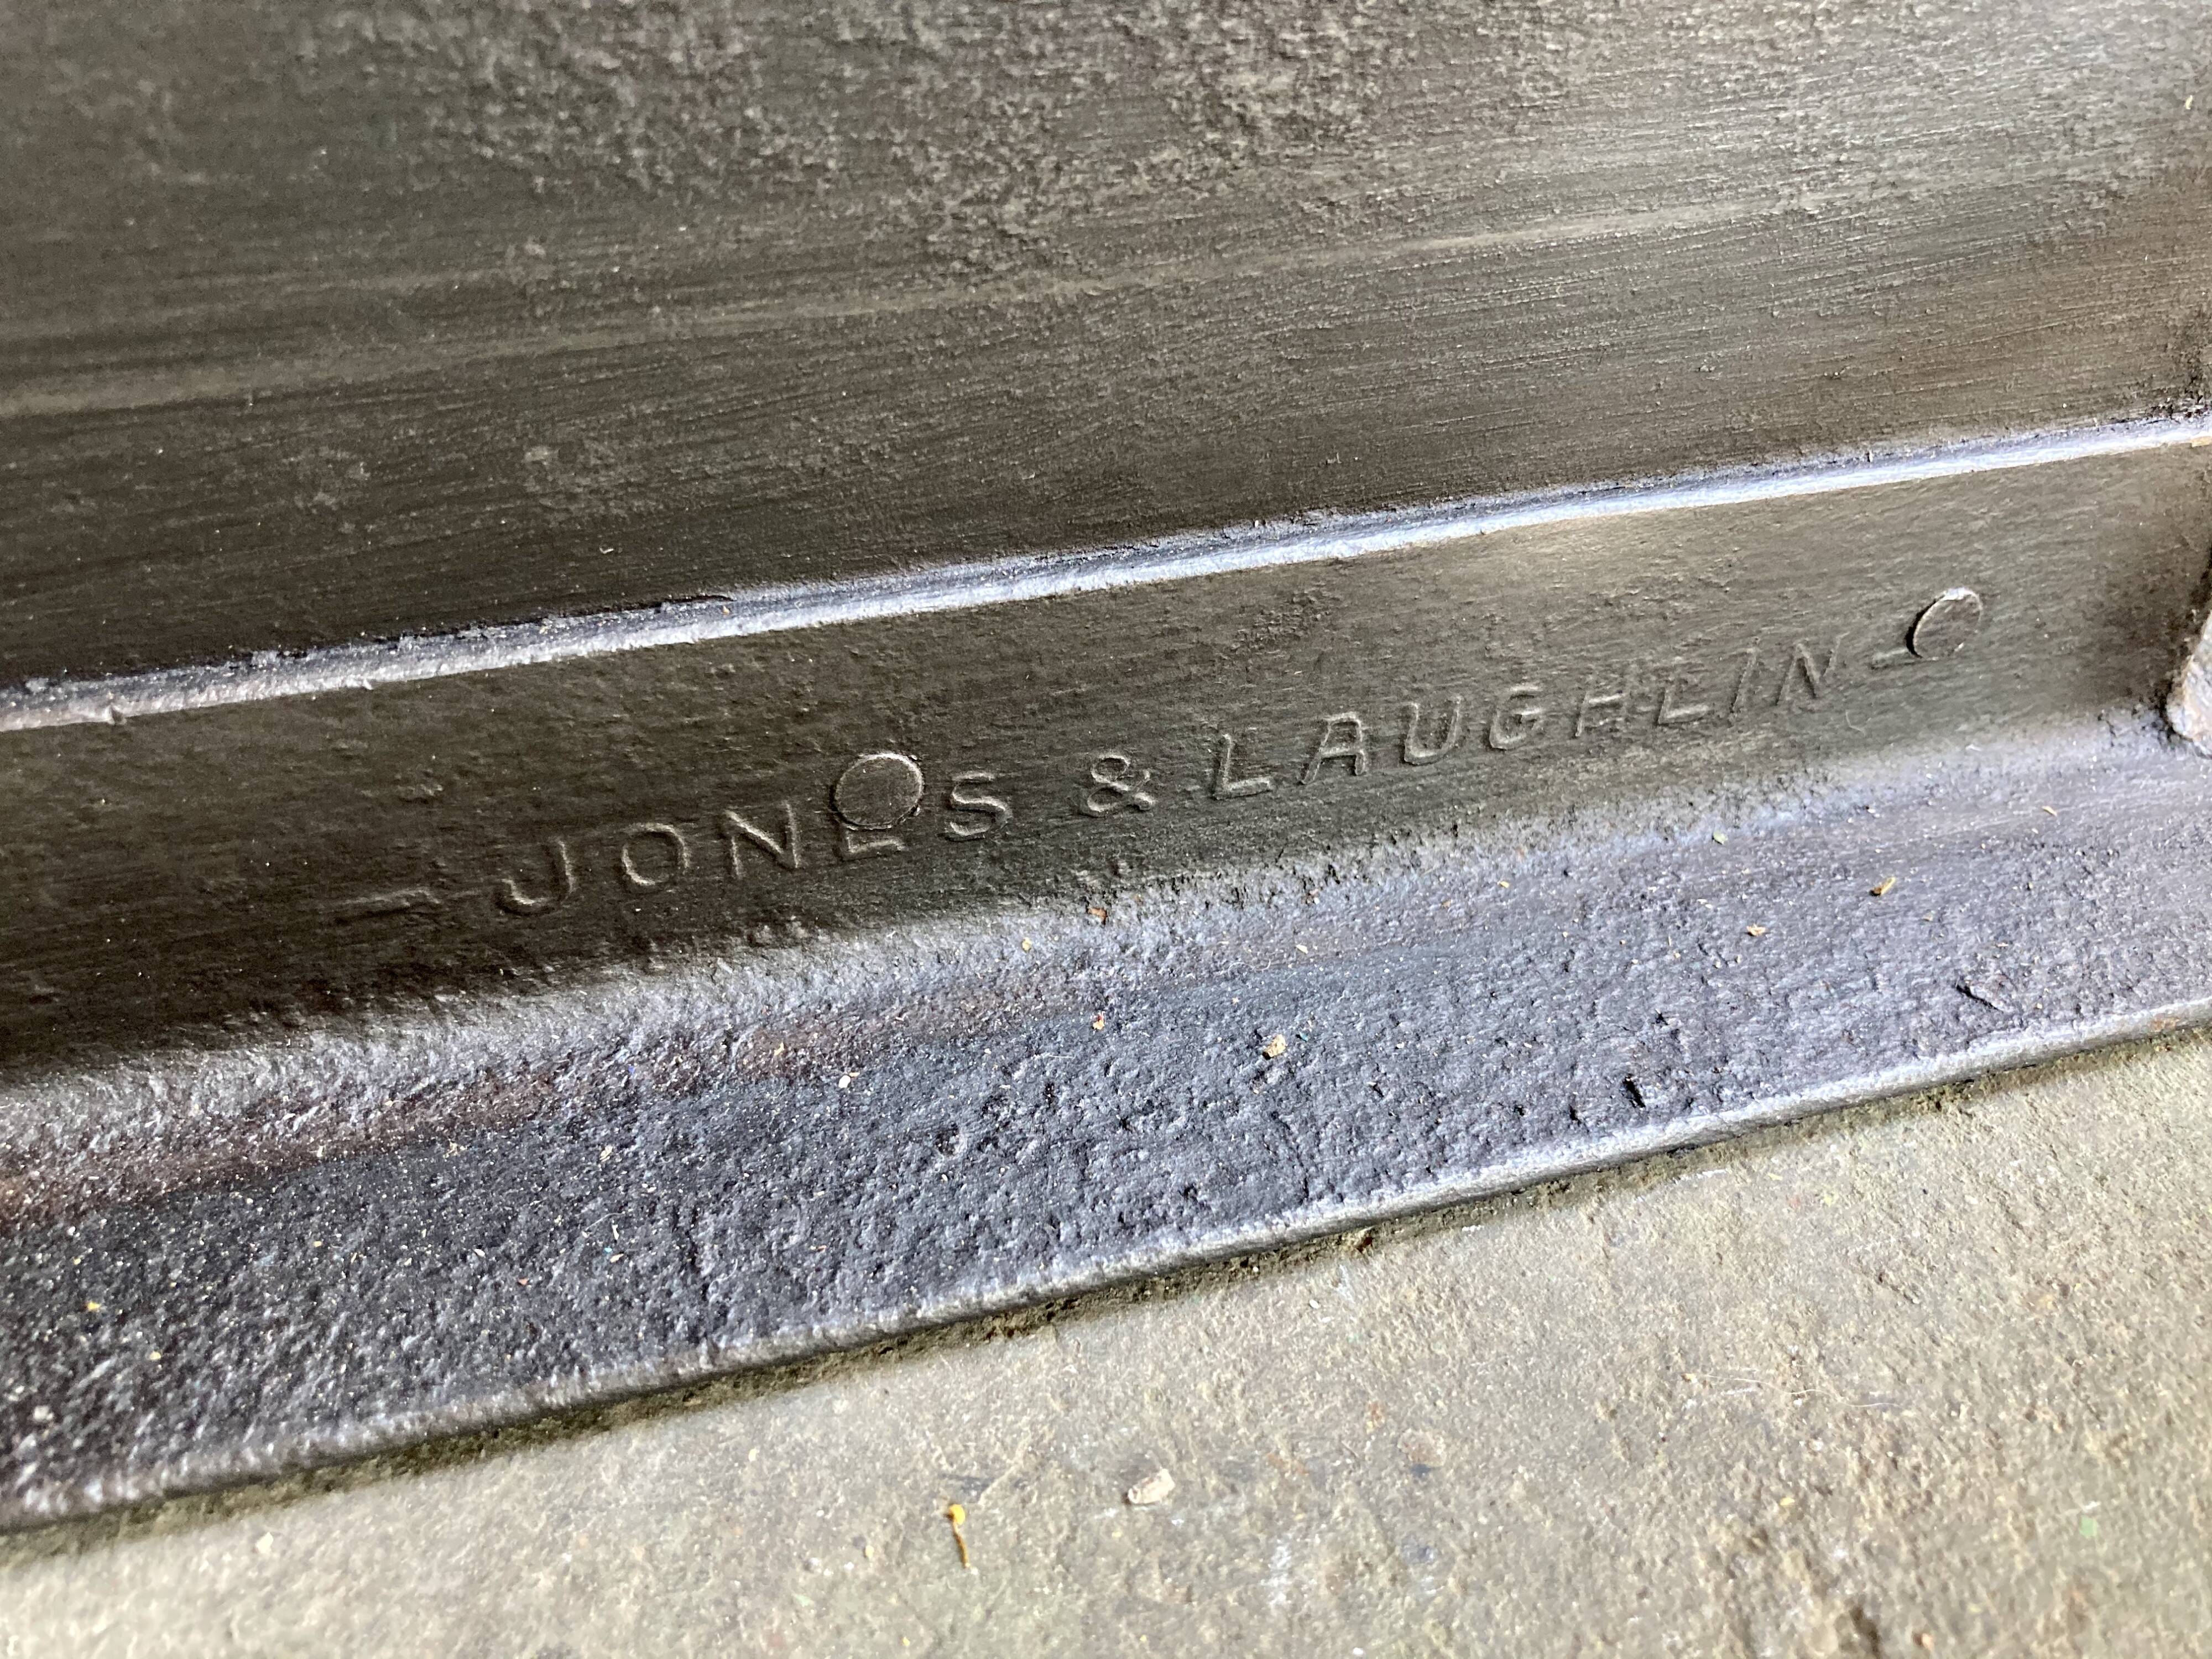 — JONES & LAUGHLIN —